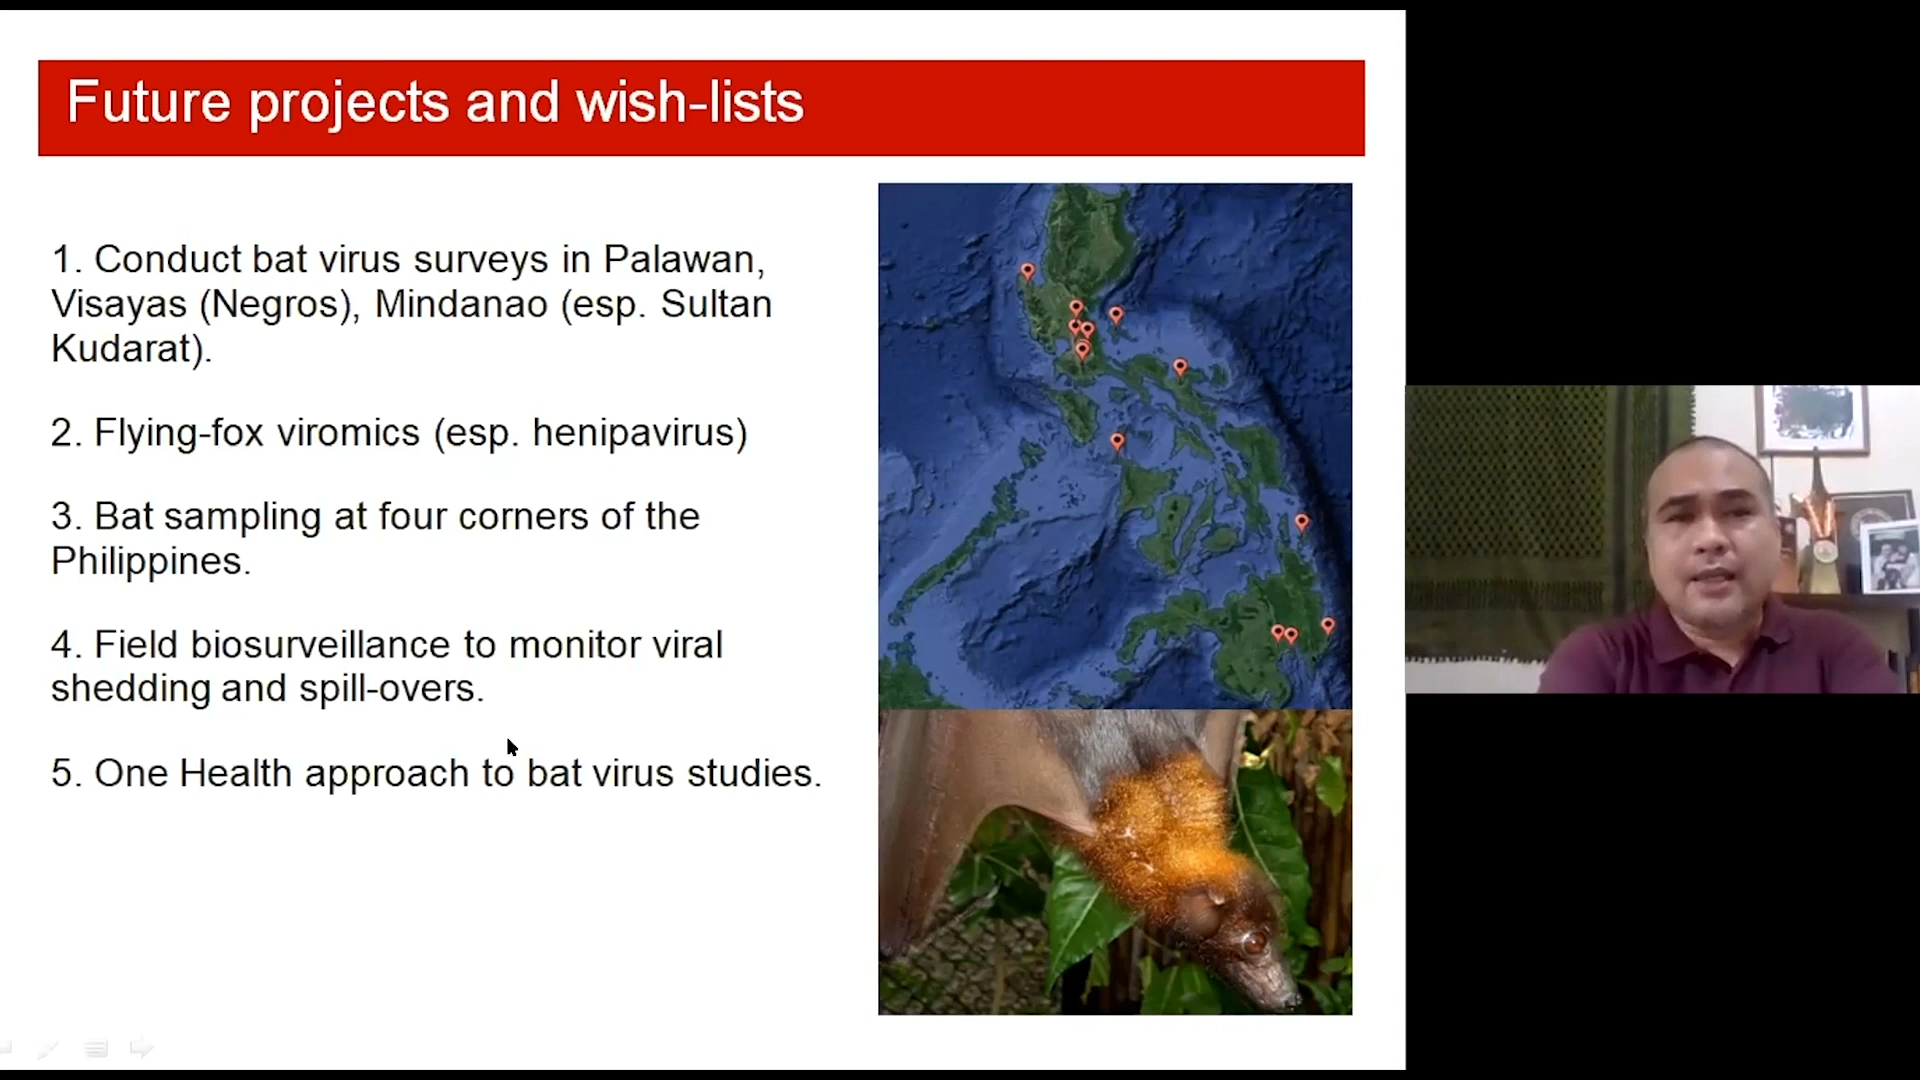 Future projects and wish-lists
1. Conduct bat virus surveys in Palawan,
Visayas (Negros), Mindanao (esp. Sultan
Kudarat).
2. Flying-fox viromics (esp. henipavirus)
3. Bat sampling at four corners of the
Philippines.
4. Field biosurveillance to monitor viral
shedding and spill-overs.
5. One Health approach to bat virus studies.